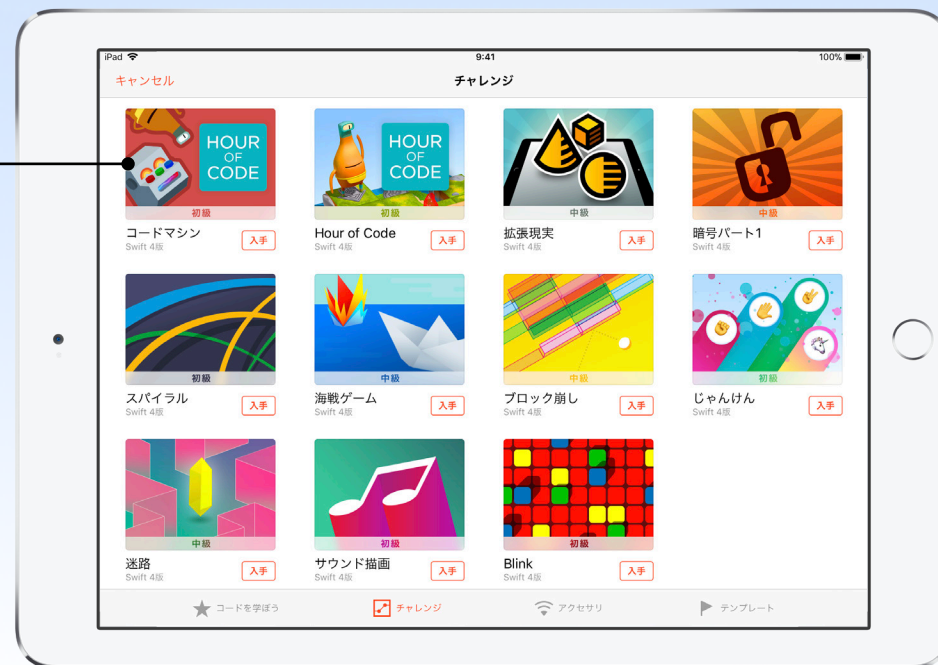 iPad 9:41 100%
キャンセル チャレンジ
HOUR
OF
CODE
初級
コードマシン
Swift 4版
入手
HOUR
OF
CODE
初級
Hour of Code
Swift 4版
入手
中級
拡張現実
Swift 4版
入手
中級
暗号パート1
Swift 4版
入手
初級
スパイラル
Swift 4版
入手
中級
海戦ゲーム
Swift 4版
入手
中級
ブロック崩し
Swift 4版
入手
初級
じゃんけん
Swift 4版
入手
中級
迷路
Swift 4版
入手
初級
サウンド描画
Swift 4版
入手
初級
Blink
Swift 4版
入手
コードを学ぼう チャレンジ アクセサリ テンプレート